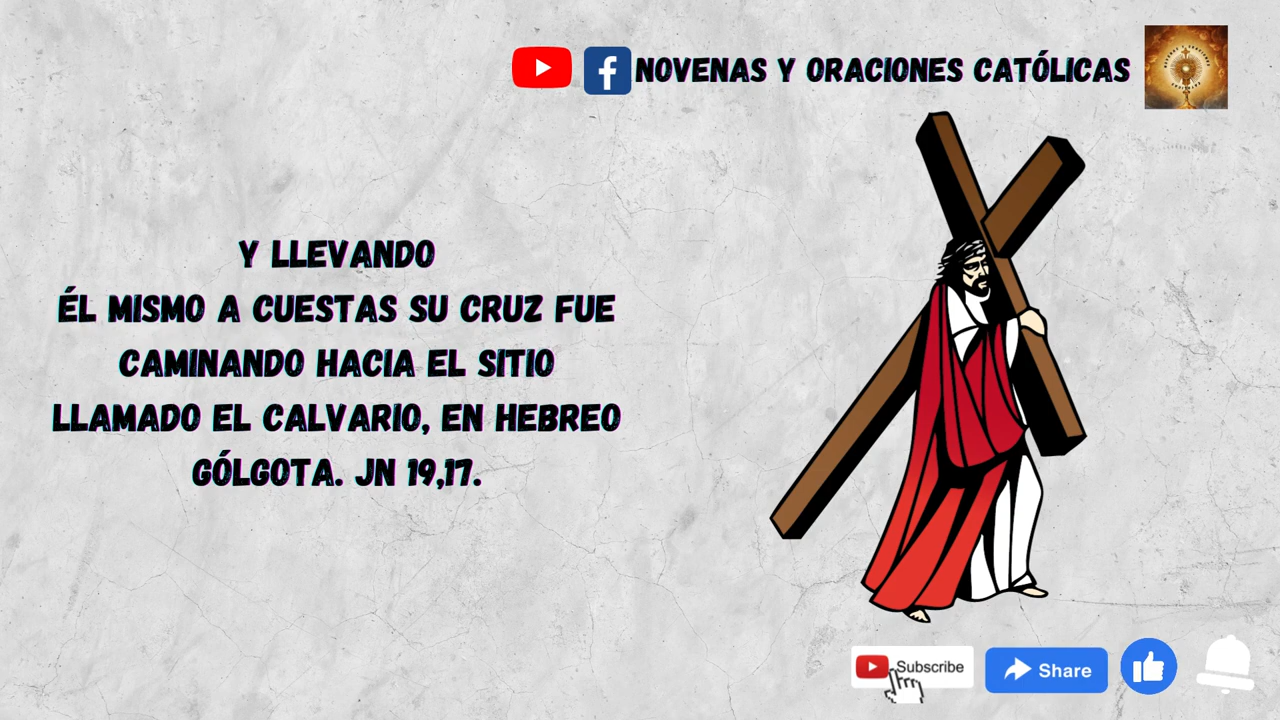 NOVENAS Y ORACIONES CATÓLICAS
Y LLEVANDO
ÉL MISMO A CUESTAS SU CRUZ FUE
CAMINANDO HACIA EL SITIO
LLAMADO EL CALVARIO, EN HEBREO
GÓLGOTA. JN 19,17.
Subscribe
Share